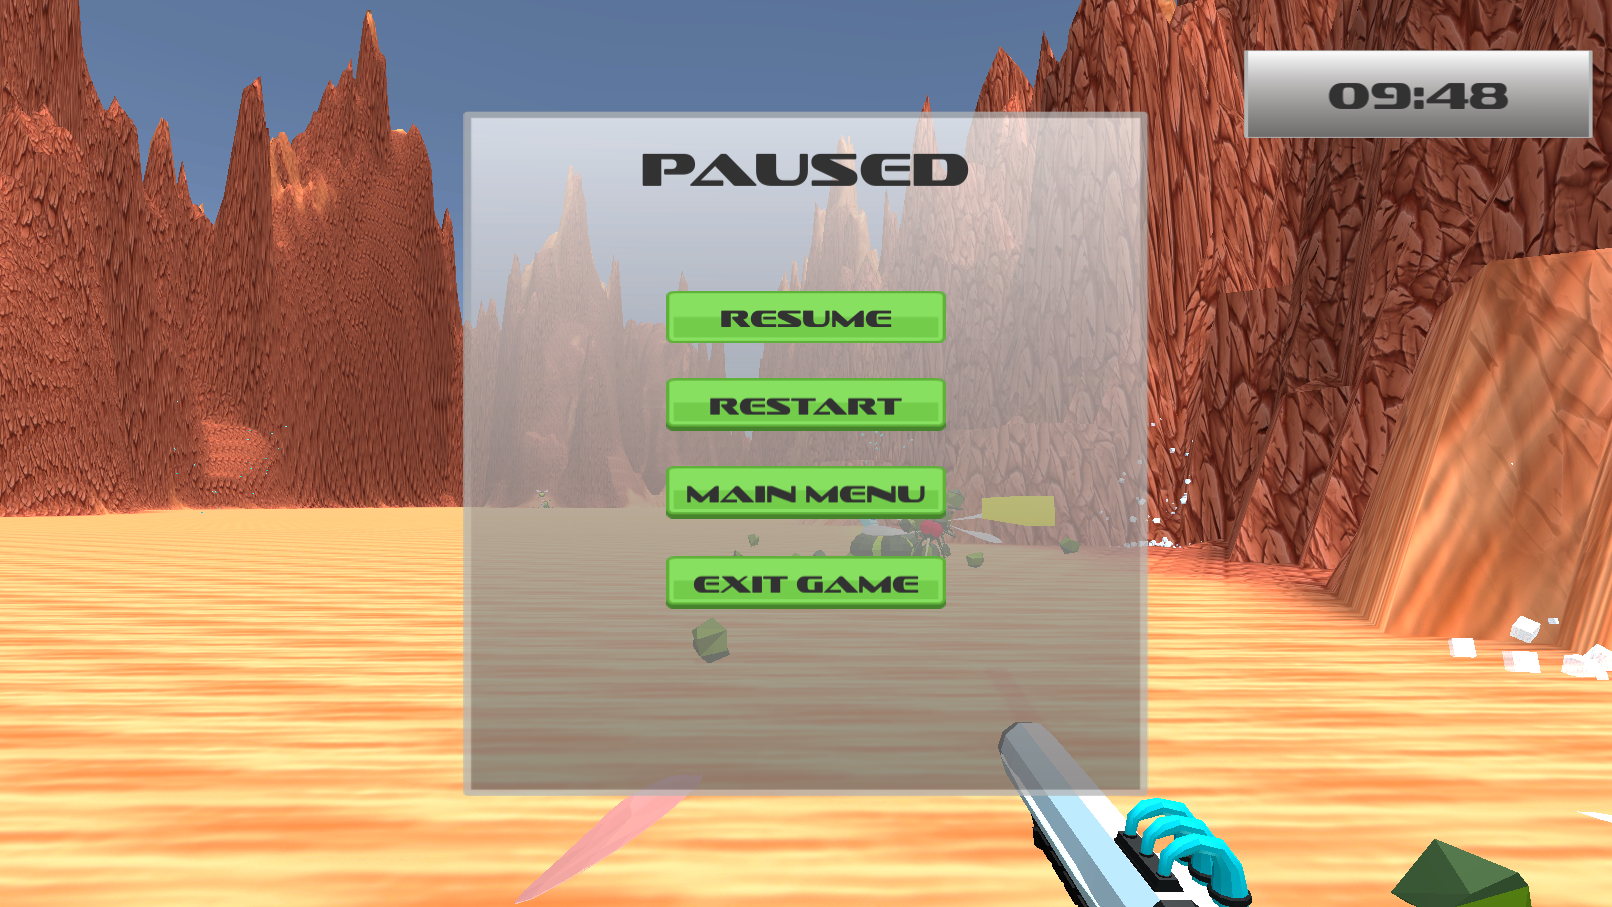 09:48
PAUSED
RESUME
RESTART
MAIN MENU
EXIT GAME